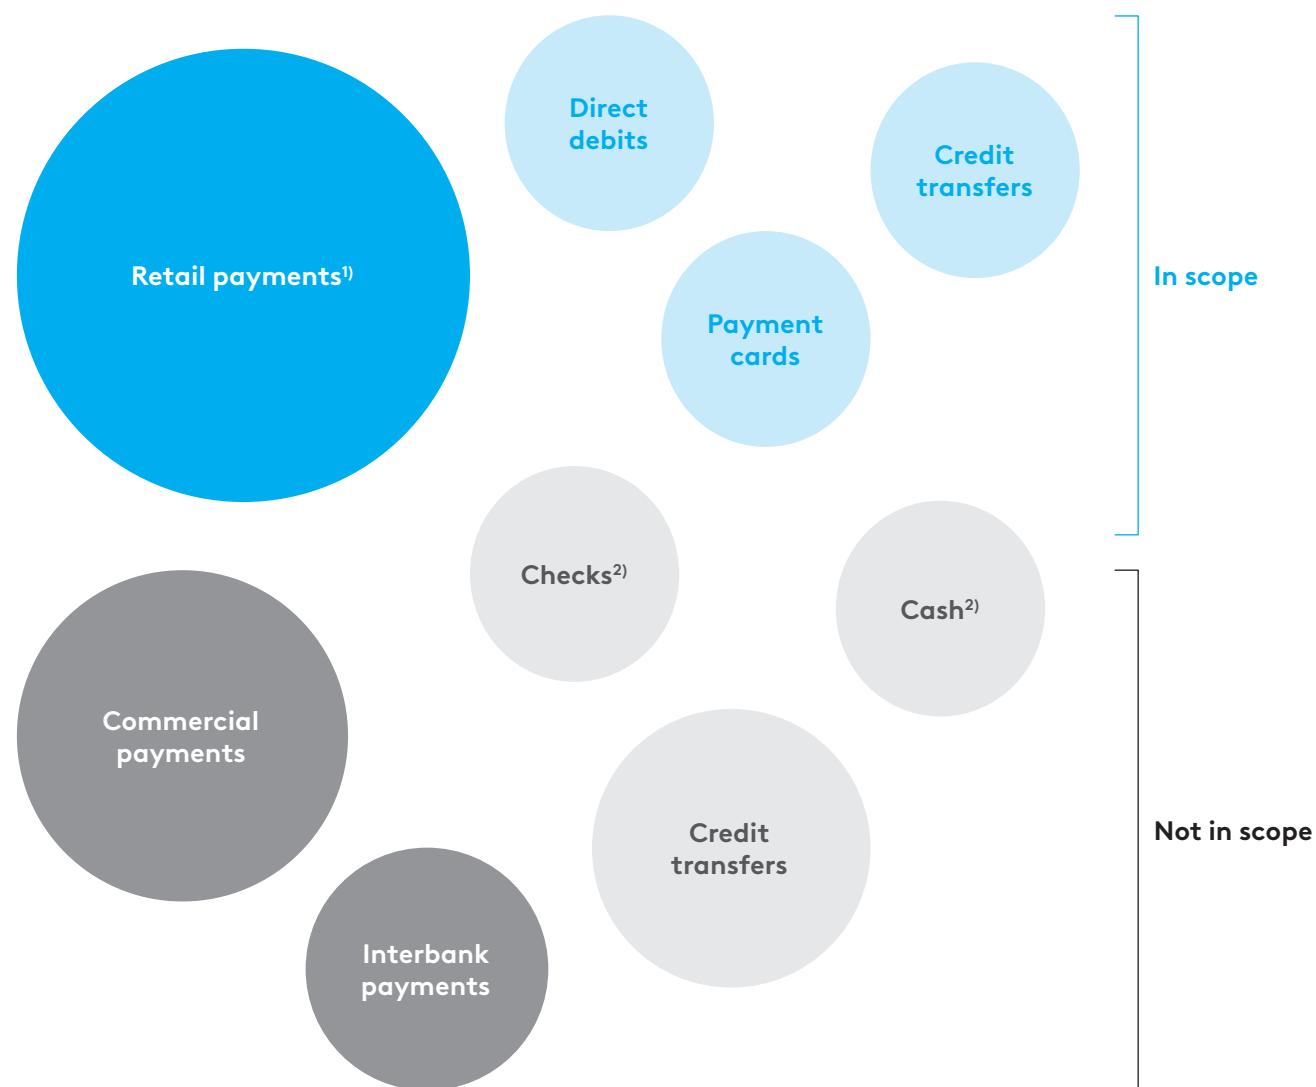 Direct
debits
Credit
transfers
Retail payments¹⁾
In scope
Payment
cards
Checks²⁾
Cash²⁾
Commercial
payments
Credit
transfers
Not in scope
Interbank
payments